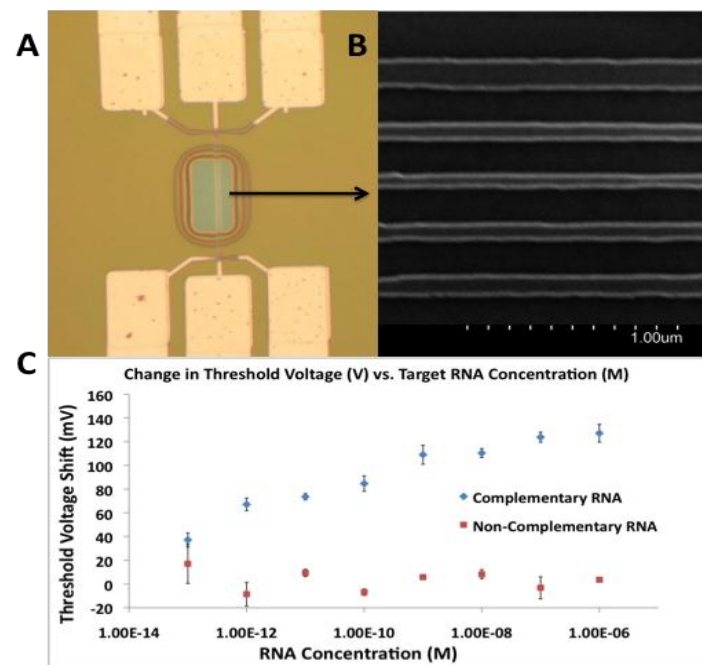 A
B
1.00um
C
Change in Threshold Voltage (V) vs. Target RNA Concentration (M)
Threshold Voltage Shift (mV)
160
140
120
100
80
60
40
20
0
-20
Complementary RNA
Non-Complementary RNA
1.00E-14
1.00E-12
1.00E-10
1.00E-08
1.00E-06
RNA Concentration (M)